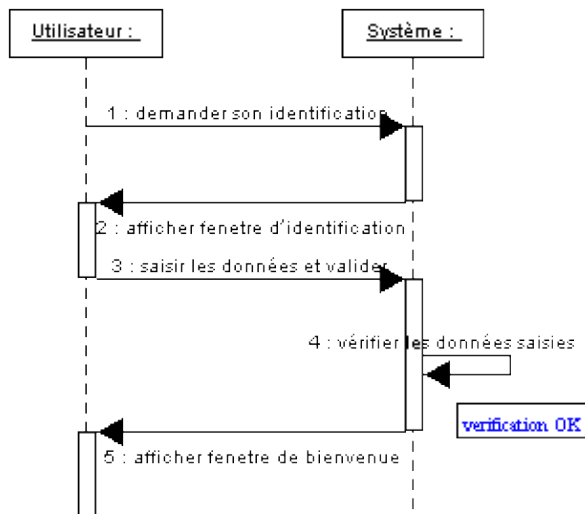 Utilisateur :
Système :
1 : demander son identification
2 : afficher fenetre d'identification
3 : saisir les données et valider
4 : vérifier les données saisies
verification OK
5 : afficher fenetre de bienvenue